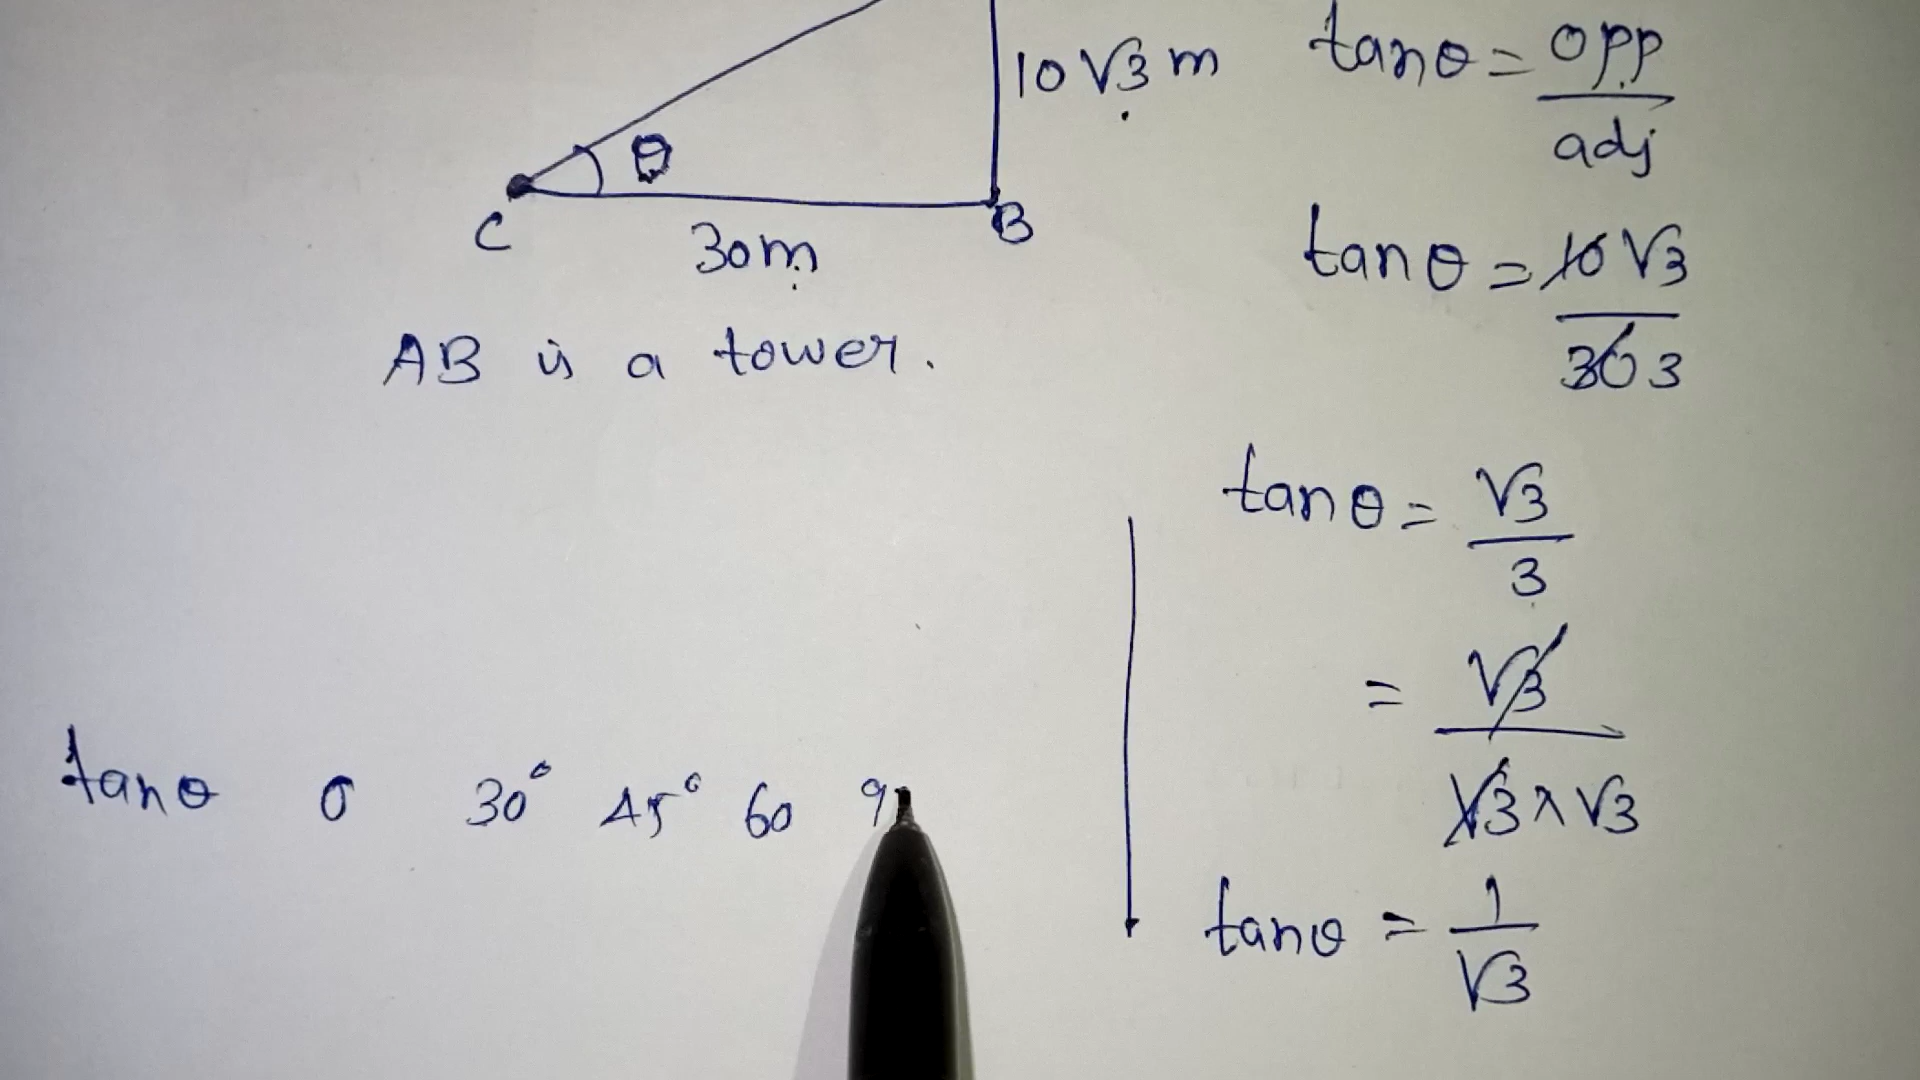 10√3 m
θ
C
B
30m
AB is a tower.
tanθ = opp
adj
tanθ = 10√3
30 3
tanθ = √3
3
= √3
√3 × √3
tanθ = 1
√3
tanθ 0 30° 45° 60 9